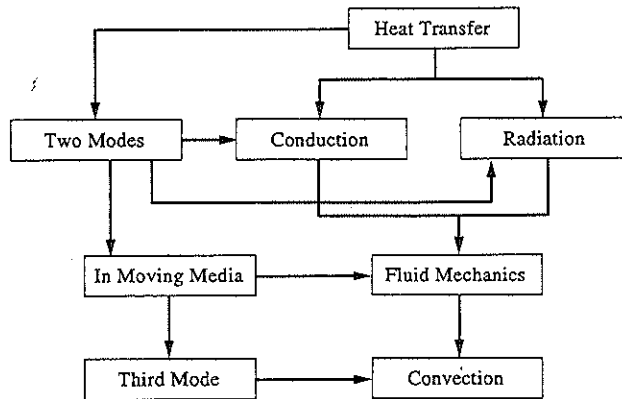 Heat Transfer
Two Modes
Conduction
Radiation
In Moving Media
Fluid Mechanics
Third Mode
Convection